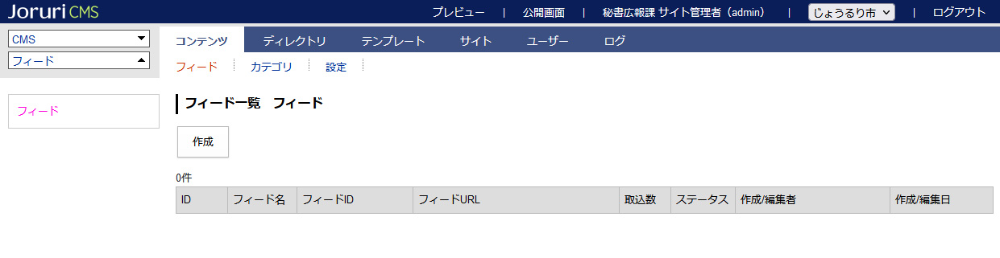 Joruri CMS
プレビュー | 公開画面 | 秘書広報課 サイト管理者（admin） | じょうるり市 | ログアウト
CMS
フィード
コンテンツ ディレクトリ テンプレート サイト ユーザー ログ
フィード カテゴリ 設定
フィード
フィード一覧　フィード
作成
0件
ID フィード名 フィードID フィードURL 取込数 ステータス 作成/編集者 作成/編集日